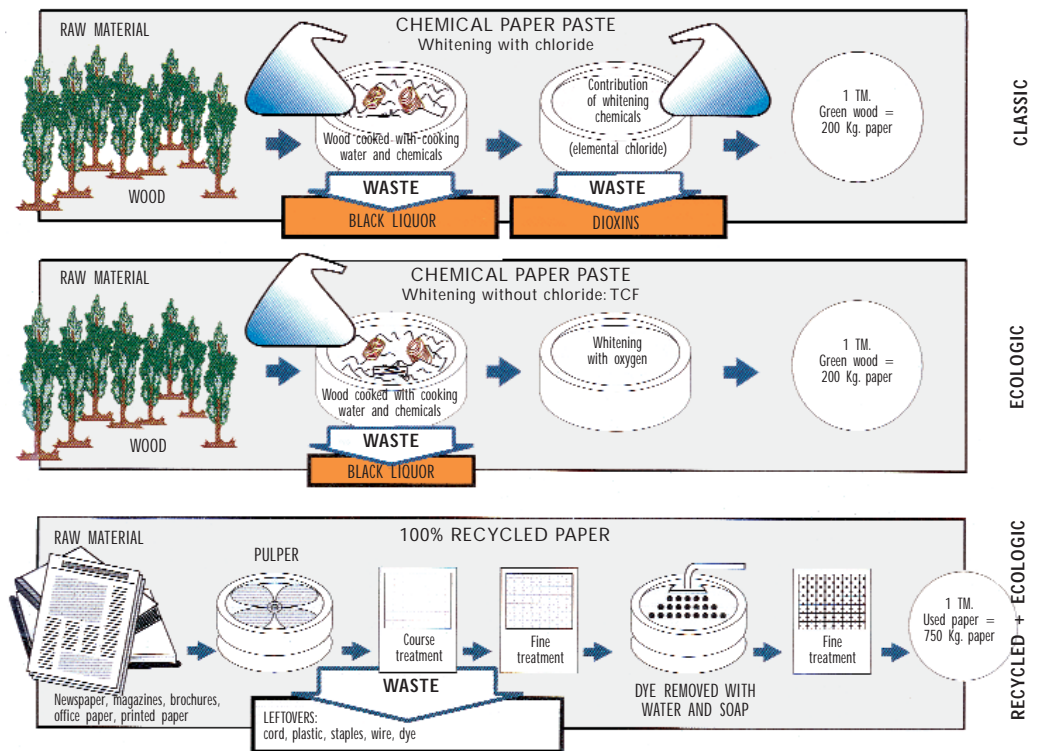 CHEMICAL PAPER PASTE
Whitening with chloride
RAW MATERIAL
WOOD
Wood cooked with-cooking
water and chemicals
WASTE
BLACK LIQUOR
Contribution
of whitening
chemicals
(elemental chloride)
WASTE
DIOXINS
1 TM.
Green wood =
200 Kg. paper
CLASSIC
CHEMICAL PAPER PASTE
Whitening without chloride: TCF
RAW MATERIAL
WOOD
Wood cooked with cooking
water and chemicals
WASTE
BLACK LIQUOR
Whitening
with oxygen
1 TM.
Green wood =
200 Kg. paper
ECOLOGIC
100% RECYCLED PAPER
RAW MATERIAL
Newspaper, magazines, brochures,
office paper, printed paper
PULPER
Course
treatment
Fine
treatment
WASTE
LEFTOVERS:
cord, plastic, staples, wire, dye
DYE REMOVED WITH
WATER AND SOAP
Fine
treatment
1 TM.
Used paper =
750 Kg. paper
RECYCLED + ECOLOGIC